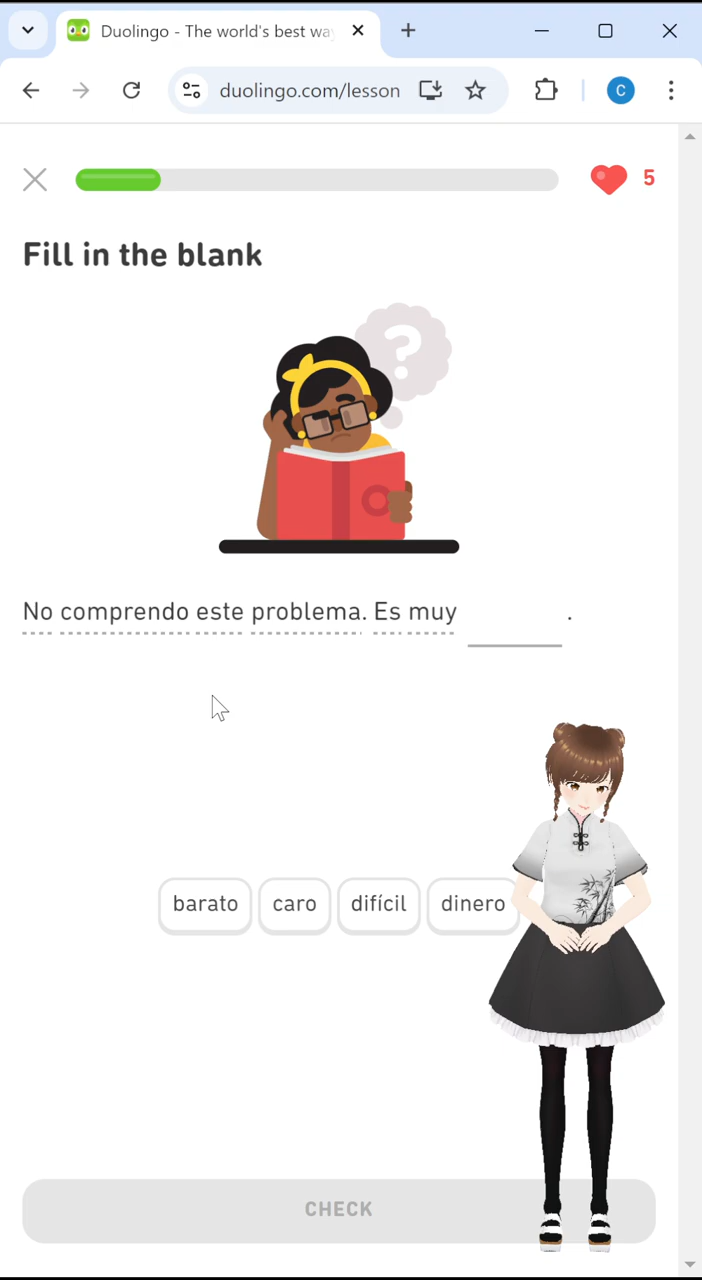 Duolingo - The world's best wa
duolingo.com/lesson
C
5
Fill in the blank
?
No comprendo este problema. Es muy ________ .
barato caro difícil dinero
CHECK